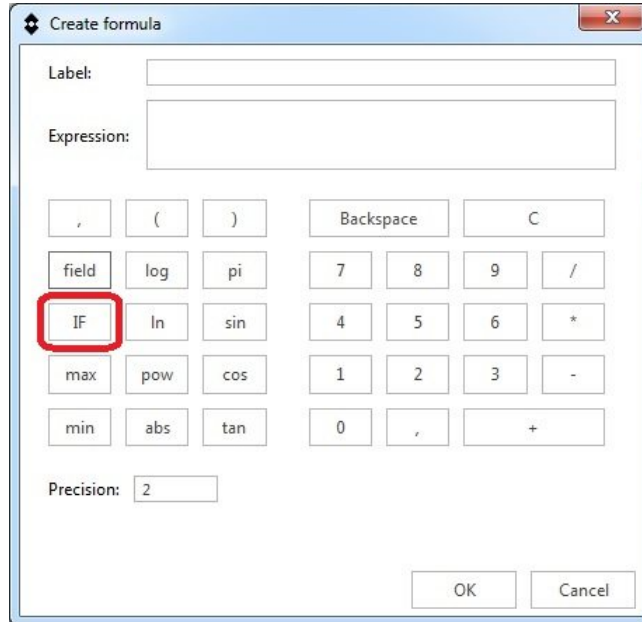 Create formula
x
Label:
Expression:
, ( ) Backspace C
field log pi 7 8 9 /
IF ln sin 4 5 6 *
max pow cos 1 2 3 -
min abs tan 0 , +
Precision: 2
OK Cancel